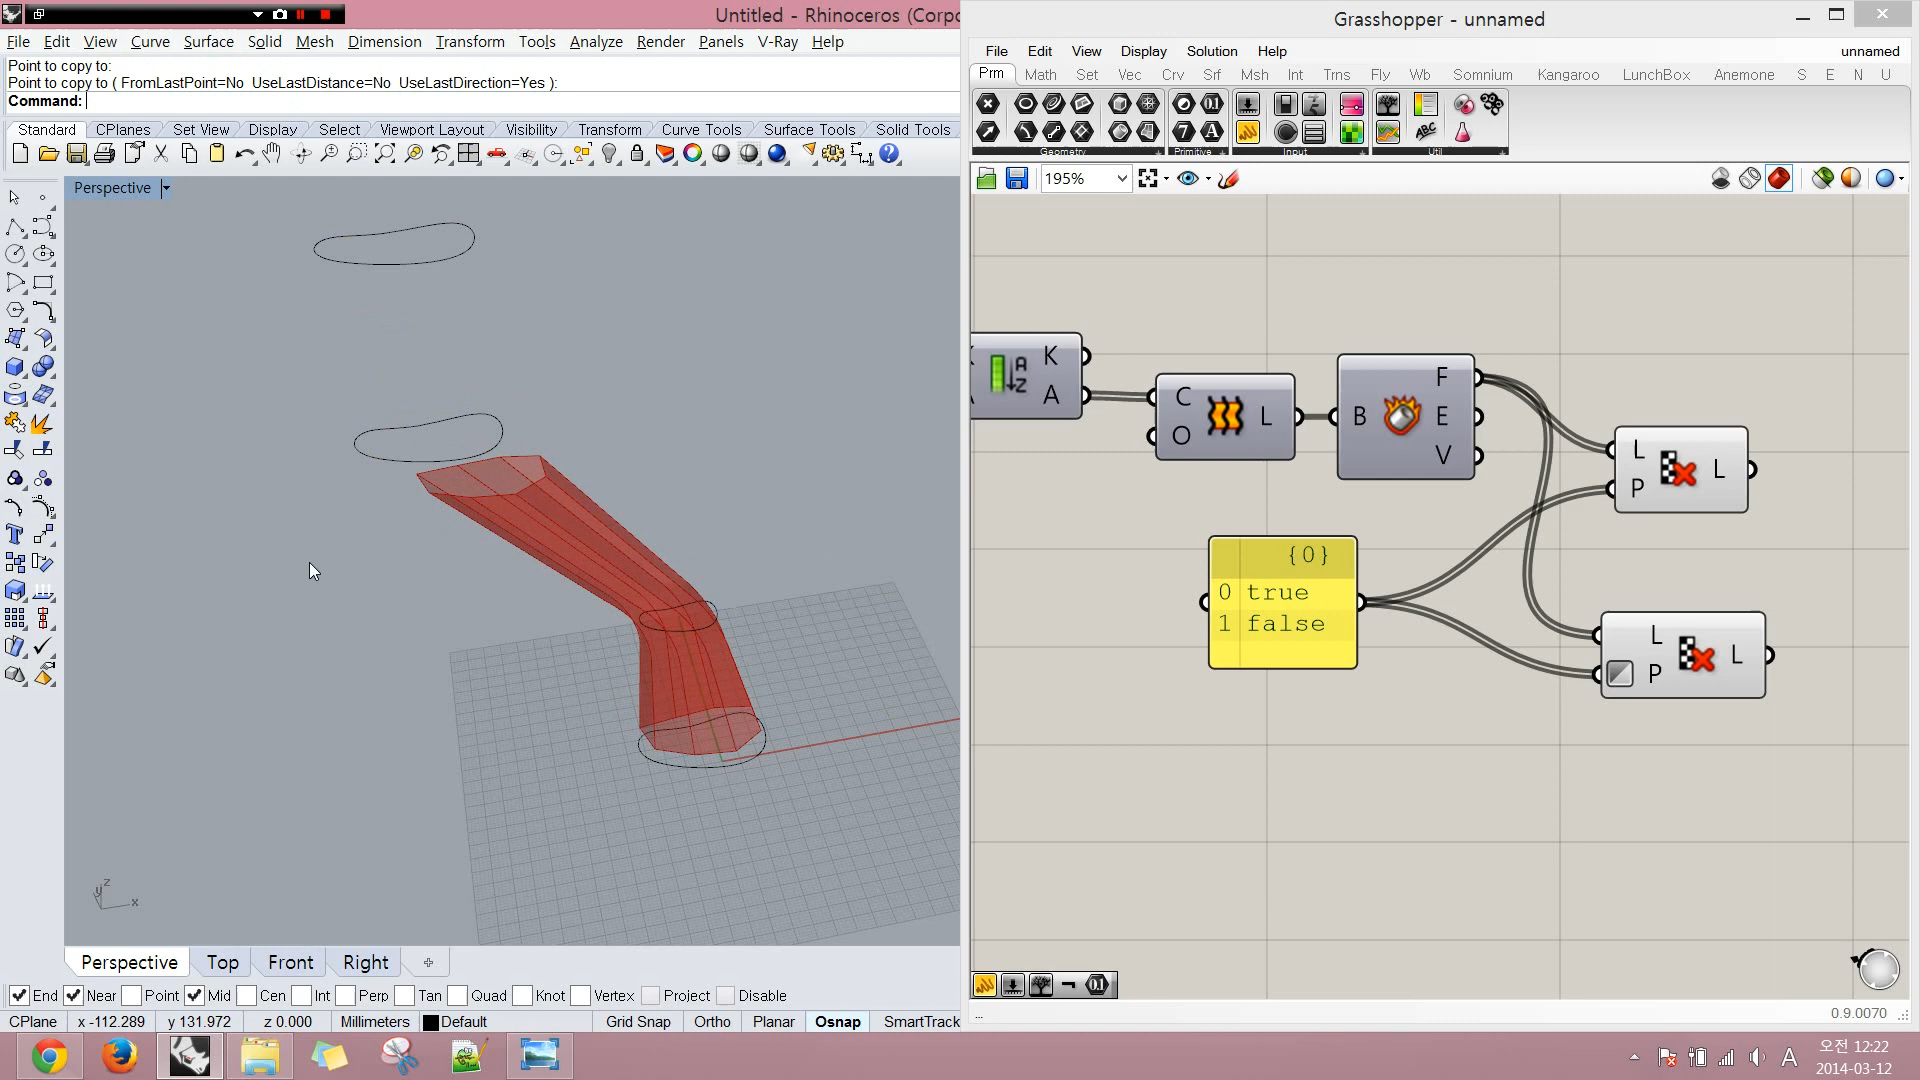 Untitled - Rhinoceros (Corpo
File Edit View Curve Surface Solid Mesh Dimension Transform Tools Analyze Render Panels V-Ray Help
Point to copy to:
Point to copy to ( FromLastPoint=No UseLastDistance=No UseLastDirection=Yes ):
Command:
Standard CPlanes Set View Display Select Viewport Layout Visibility Transform Curve Tools Surface Tools Solid Tools
Perspective
z
y
x
Perspective Top Front Right
End Near Point Mid Cen Int Perp Tan Quad Knot Vertex Project Disable
CPlane x -112.289 y 131.972 z 0.000 Millimeters Default Grid Snap Ortho Planar Osnap SmartTrack
Grasshopper - unnamed
File Edit View Display Solution Help unnamed
Prm Math Set Vec Crv Srf Msh Int Trns Fly Wb Somnium Kangaroo LunchBox Anemone S E N U
Geometry Primitive Input Util
195%
K
A
A
Z
C
O
L
B
F
E
V
L
P
L
{0}
0 true
1 false
L
P
L
0.9.0070
A
오전 12:22
2014-03-12